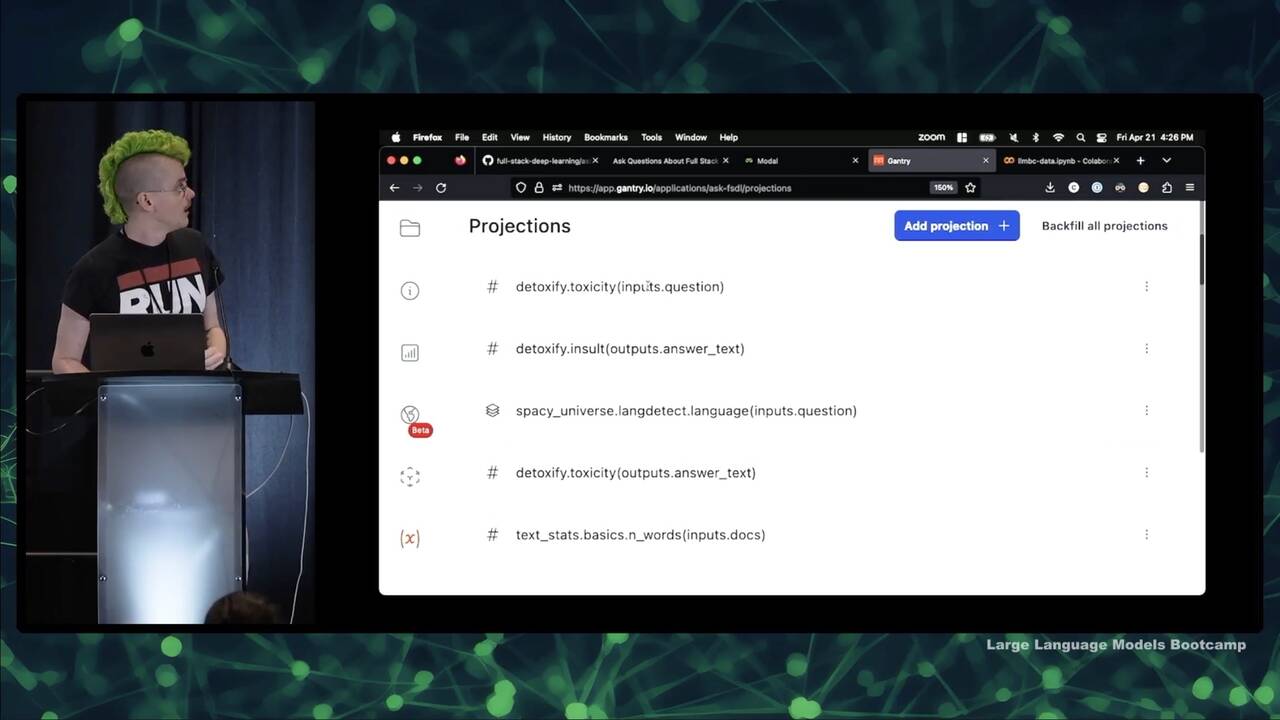 RUN
Firefox File Edit View History Bookmarks Tools Window Help zoom Fri Apr 21 4:26 PM
full-stack-deep-learning/as Ask Questions About Full Stack Modal Gantry llmbc-data.ipynb - Colabora
https://app.gantry.io/applications/ask-fsdl/projections 150%
Projections Add projection + Backfill all projections
# detoxify.toxicity(inputs.question)
# detoxify.insult(outputs.answer_text)
spacy_universe.langdetect.language(inputs.question)
Beta
# detoxify.toxicity(outputs.answer_text)
(x) # text_stats.basics.n_words(inputs.docs)
Large Language Models Bootcamp